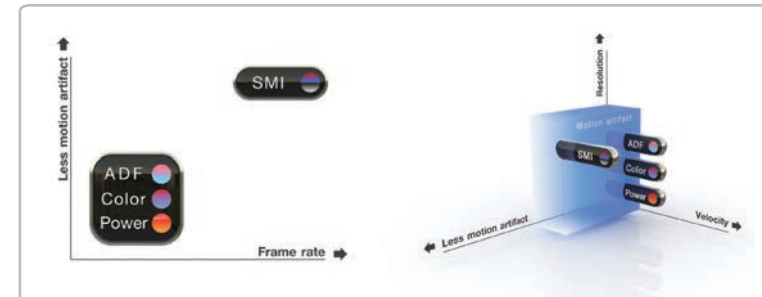 Less motion artifact
SMI
ADF
Color
Power
Frame rate
Resolution
Motion artifact
SMI
ADF
Color
Power
Less motion artifact
Velocity